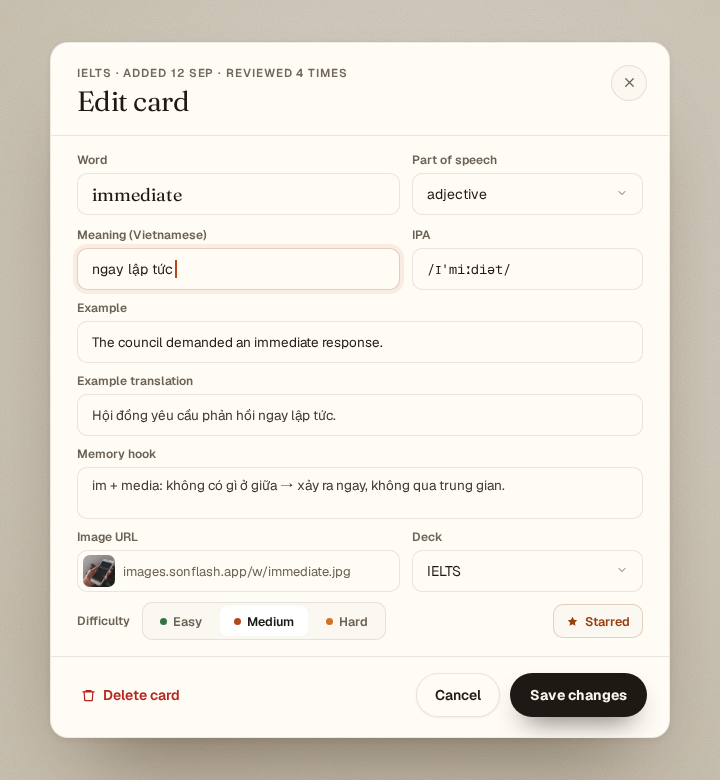 IELTS · ADDED 12 SEP · REVIEWED 4 TIMES
Edit card
Word
Part of speech
immediate
adjective
Meaning (Vietnamese)
IPA
ngay lập tức
/ɪˈmiːdiət/
Example
The council demanded an immediate response.
Example translation
Hội đồng yêu cầu phản hồi ngay lập tức.
Memory hook
im + media: không có gì ở giữa → xảy ra ngay, không qua trung gian.
Image URL
Deck
images.sonflash.app/w/immediate.jpg
IELTS
Difficulty
Easy
Medium
Hard
Starred
Delete card
Cancel
Save changes